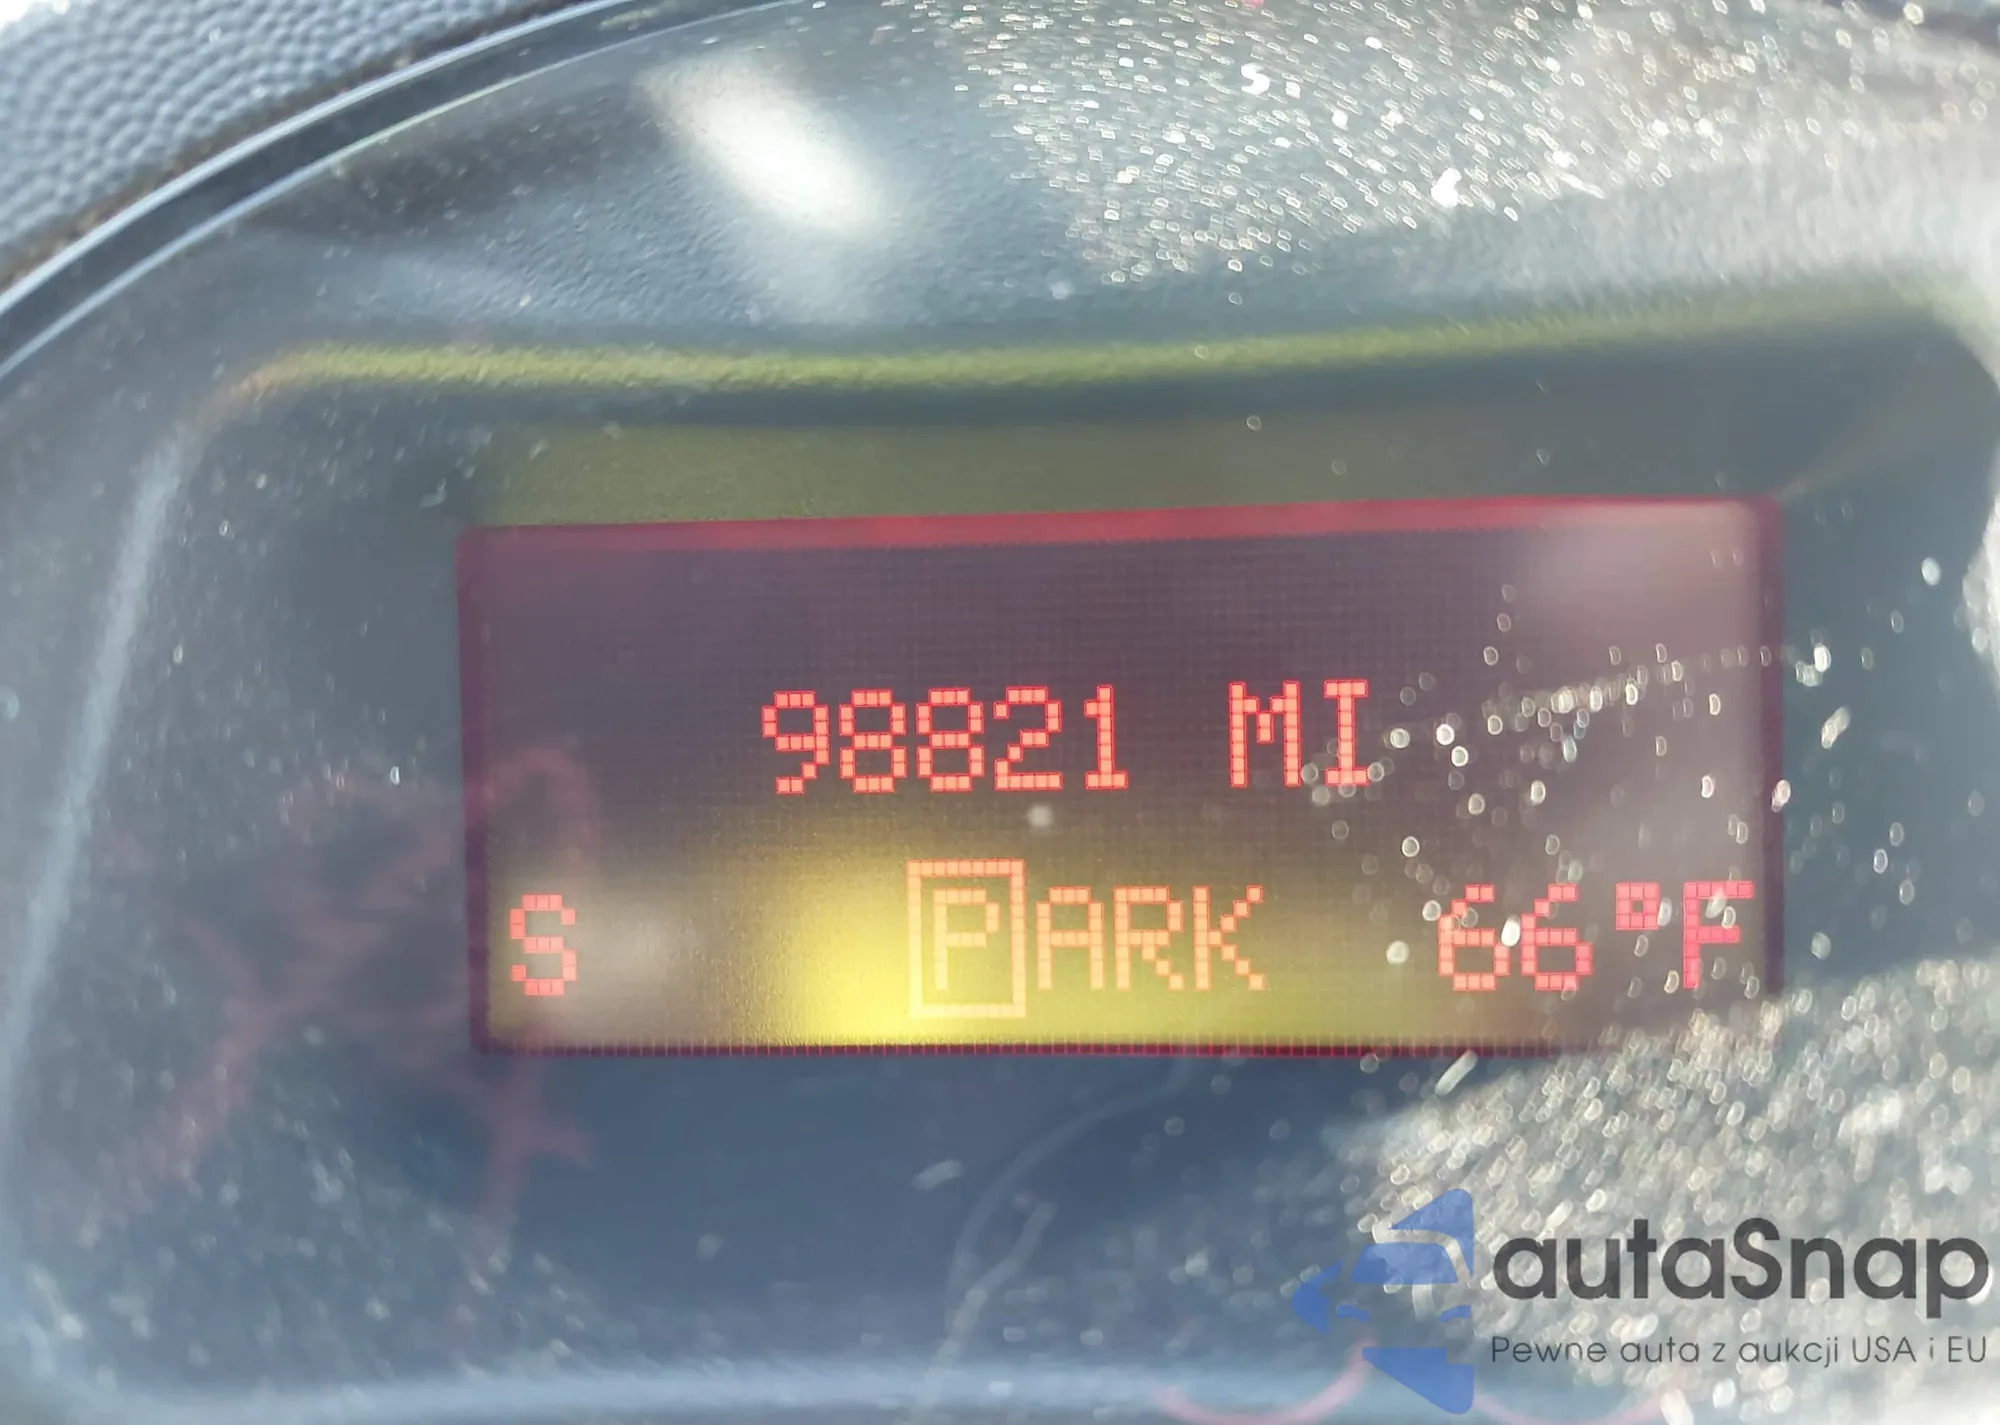 98821 MI
S PARK 66°F
autaSnap
Pewne auta z aukcji USA i EU